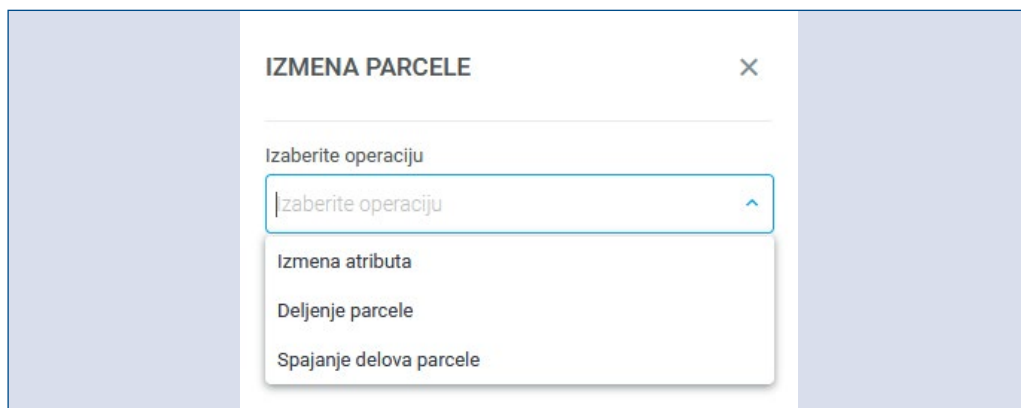 IZMENA PARCELE
Izaberite operaciju
Izaberite operaciju
Izmena atributa
Deljenje parcele
Spajanje delova parcele